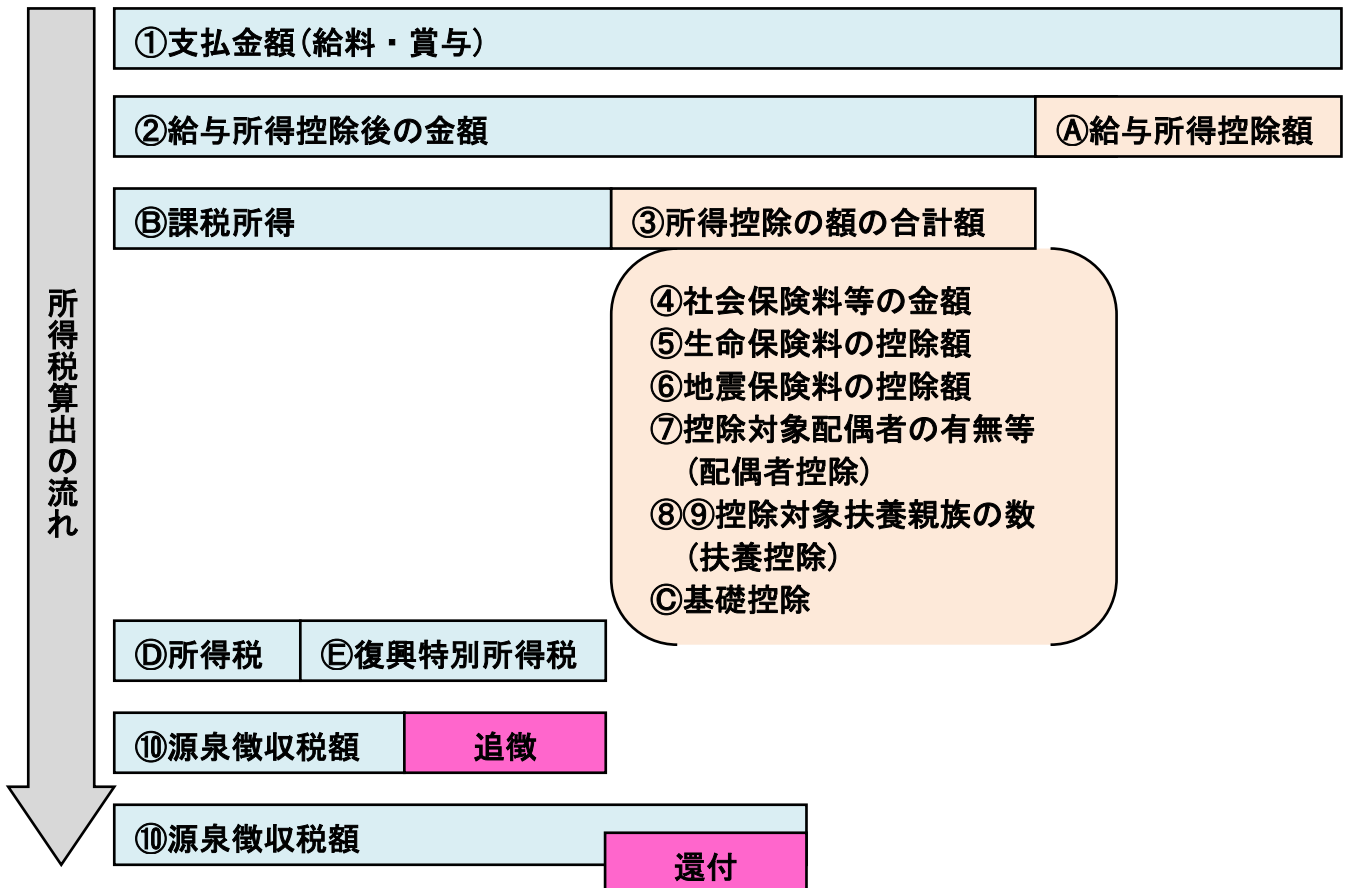 ①支払金額（給料・賞与）
②給与所得控除後の金額
Ⓐ給与所得控除額
Ⓑ課税所得
③所得控除の額の合計額
④社会保険料等の金額
⑤生命保険料の控除額
⑥地震保険料の控除額
⑦控除対象配偶者の有無等
（配偶者控除）
⑧⑨控除対象扶養親族の数
（扶養控除）
Ⓒ基礎控除
所得税算出の流れ
Ⓓ所得税
Ⓔ復興特別所得税
⑩源泉徴収税額
追徴
⑩源泉徴収税額
還付